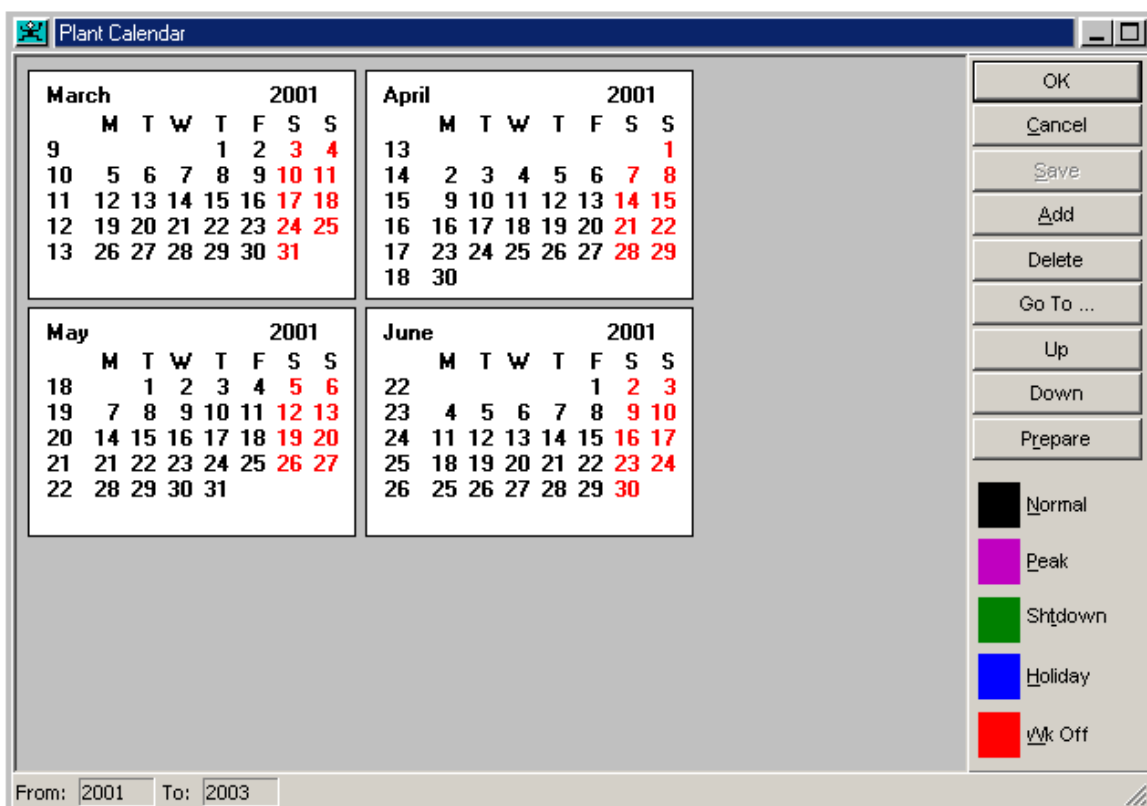 Plant Calendar
March 2001
M T W T F S S
9 1 2 3 4
10 5 6 7 8 9 10 11
11 12 13 14 15 16 17 18
12 19 20 21 22 23 24 25
13 26 27 28 29 30 31
April 2001
M T W T F S S
13 1
14 2 3 4 5 6 7 8
15 9 10 11 12 13 14 15
16 16 17 18 19 20 21 22
17 23 24 25 26 27 28 29
18 30
May 2001
M T W T F S S
18 1 2 3 4 5 6
19 7 8 9 10 11 12 13
20 14 15 16 17 18 19 20
21 21 22 23 24 25 26 27
22 28 29 30 31
June 2001
M T W T F S S
22 1 2 3
23 4 5 6 7 8 9 10
24 11 12 13 14 15 16 17
25 18 19 20 21 22 23 24
26 25 26 27 28 29 30
OK
Cancel
Save
Add
Delete
Go To ...
Up
Down
Prepare
Normal
Peak
Shtdown
Holiday
Wk Off
From: 2001 To: 2003